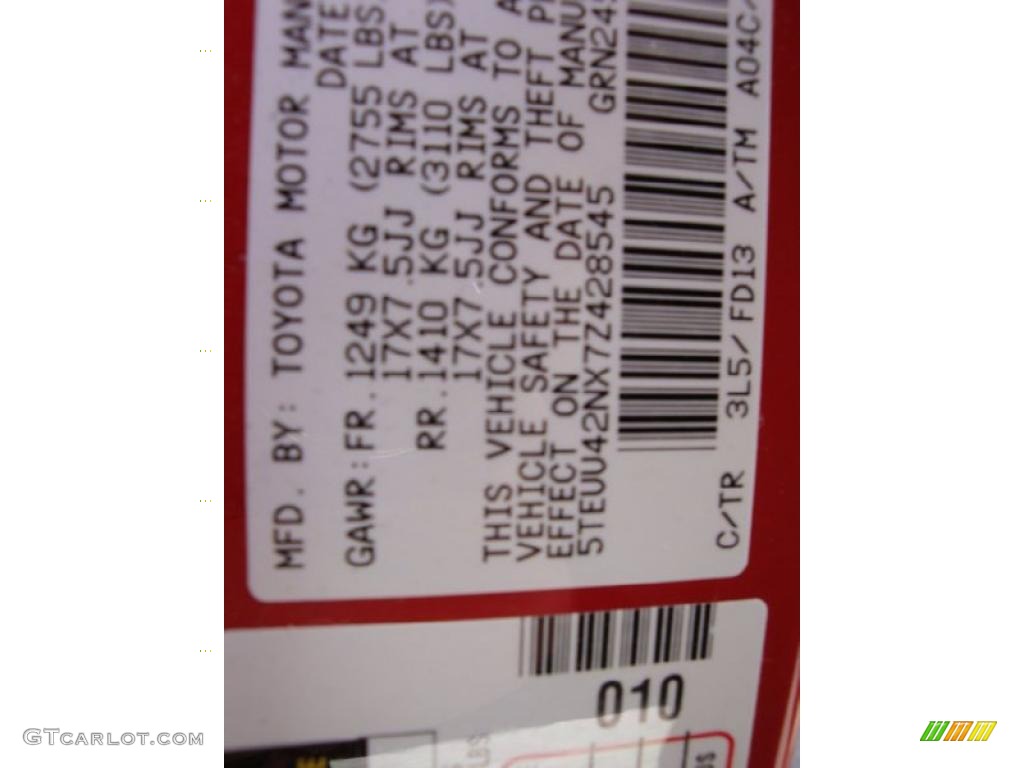 MFD. BY: TOYOTA MOTOR MAN
DATE
GAWR:FR.1249 KG (2755 LBS
17X7.5JJ RIMS AT
RR.1410 KG (3110 LBS)
17X7.5JJ RIMS AT
THIS VEHICLE CONFORMS TO A
VEHICLE SAFETY AND THEFT P
EFFECT ON THE DATE OF MANU
5TEUU42NX7Z428545 GRN245
C/TR 3L5/FD13 A/TM A04C
010
LBS
GTCARLOT.COM